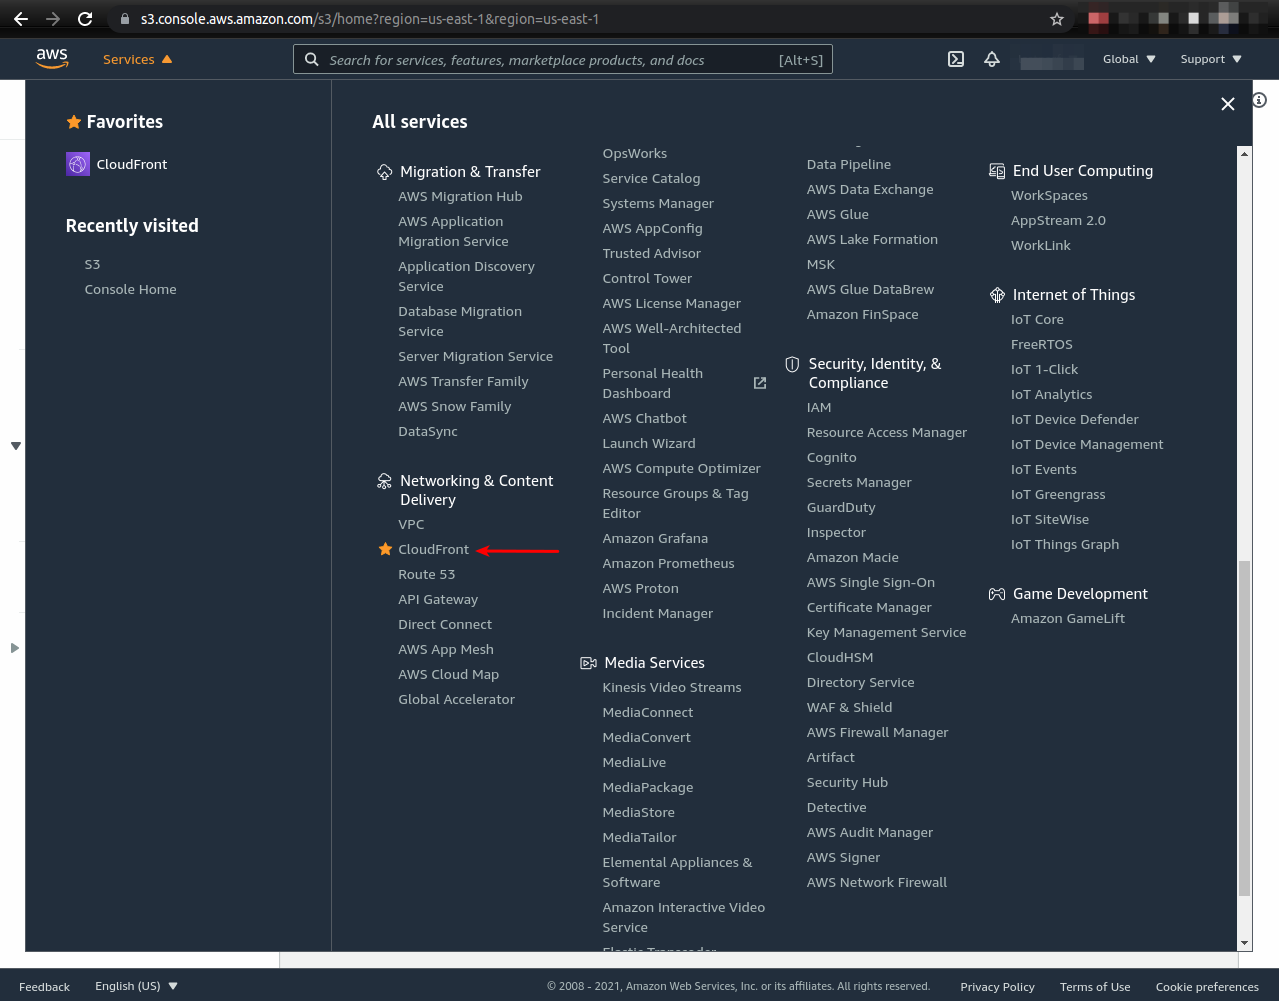 s3.console.aws.amazon.com/s3/home?region=us-east-1&region=us-east-1
aws
Services
Search for services, features, marketplace products, and docs
[Alt+S]
Global
Support
Favorites
CloudFront
Recently visited
S3
Console Home
All services
Migration & Transfer
AWS Migration Hub
AWS Application
Migration Service
Application Discovery
Service
Database Migration
Service
Server Migration Service
AWS Transfer Family
AWS Snow Family
DataSync
Networking & Content
Delivery
VPC
CloudFront
Route 53
API Gateway
Direct Connect
AWS App Mesh
AWS Cloud Map
Global Accelerator
OpsWorks
Service Catalog
Systems Manager
AWS AppConfig
Trusted Advisor
Control Tower
AWS License Manager
AWS Well-Architected
Tool
Personal Health
Dashboard
AWS Chatbot
Launch Wizard
AWS Compute Optimizer
Resource Groups & Tag
Editor
Amazon Grafana
Amazon Prometheus
AWS Proton
Incident Manager
Media Services
Kinesis Video Streams
MediaConnect
MediaConvert
MediaLive
MediaPackage
MediaStore
MediaTailor
Elemental Appliances &
Software
Amazon Interactive Video
Service
Data Pipeline
AWS Data Exchange
AWS Glue
AWS Lake Formation
MSK
AWS Glue DataBrew
Amazon FinSpace
Security, Identity, &
Compliance
IAM
Resource Access Manager
Cognito
Secrets Manager
GuardDuty
Inspector
Amazon Macie
AWS Single Sign-On
Certificate Manager
Key Management Service
CloudHSM
Directory Service
WAF & Shield
AWS Firewall Manager
Artifact
Security Hub
Detective
AWS Audit Manager
AWS Signer
AWS Network Firewall
End User Computing
WorkSpaces
AppStream 2.0
WorkLink
Internet of Things
IoT Core
FreeRTOS
IoT 1-Click
IoT Analytics
IoT Device Defender
IoT Device Management
IoT Events
IoT Greengrass
IoT SiteWise
IoT Things Graph
Game Development
Amazon GameLift
Feedback
English (US)
© 2008 - 2021, Amazon Web Services, Inc. or its affiliates. All rights reserved.
Privacy Policy
Terms of Use
Cookie preferences